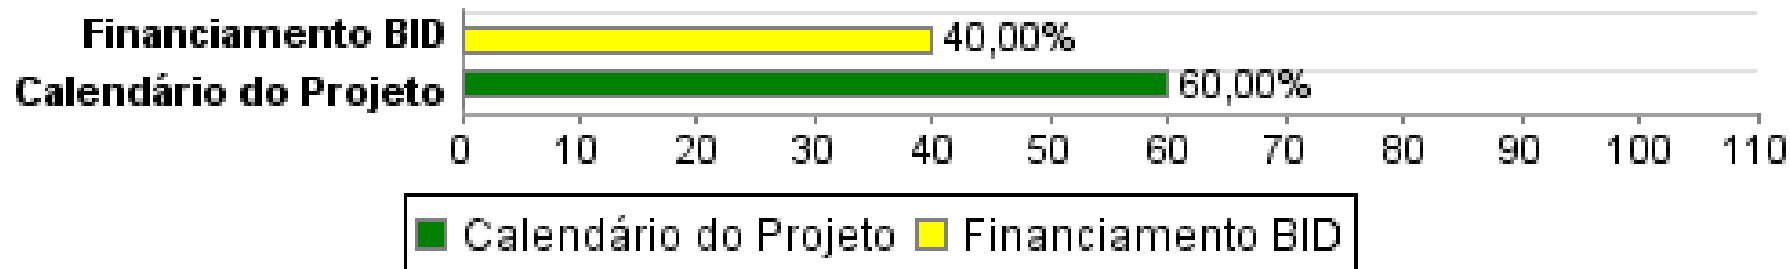 Financiamento BID 40,00%
Calendário do Projeto 60,00%
0 10 20 30 40 50 60 70 80 90 100 110
Calendário do Projeto Financiamento BID